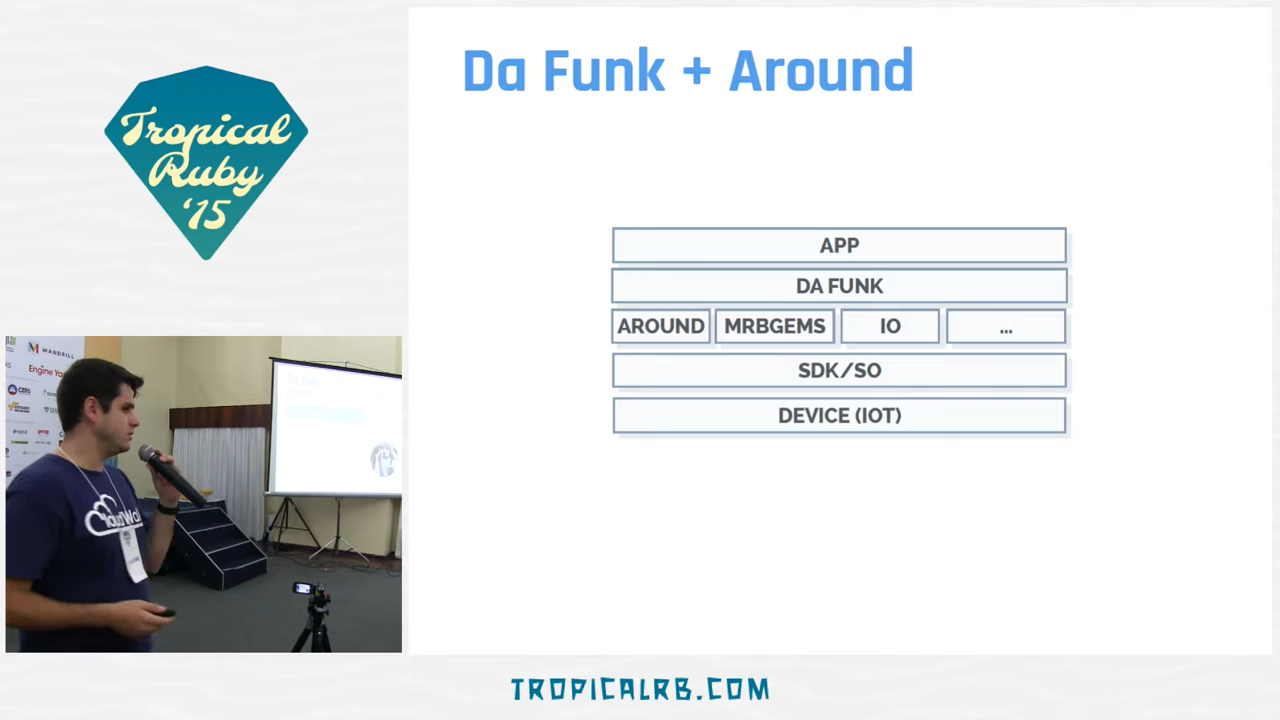 Tropical
Ruby
'15
Da Funk + Around
APP
DA FUNK
AROUND MRBGEMS IO ...
SDK/SO
DEVICE (IOT)
MANDRILL
Engine Ya
TROPICALRB.COM